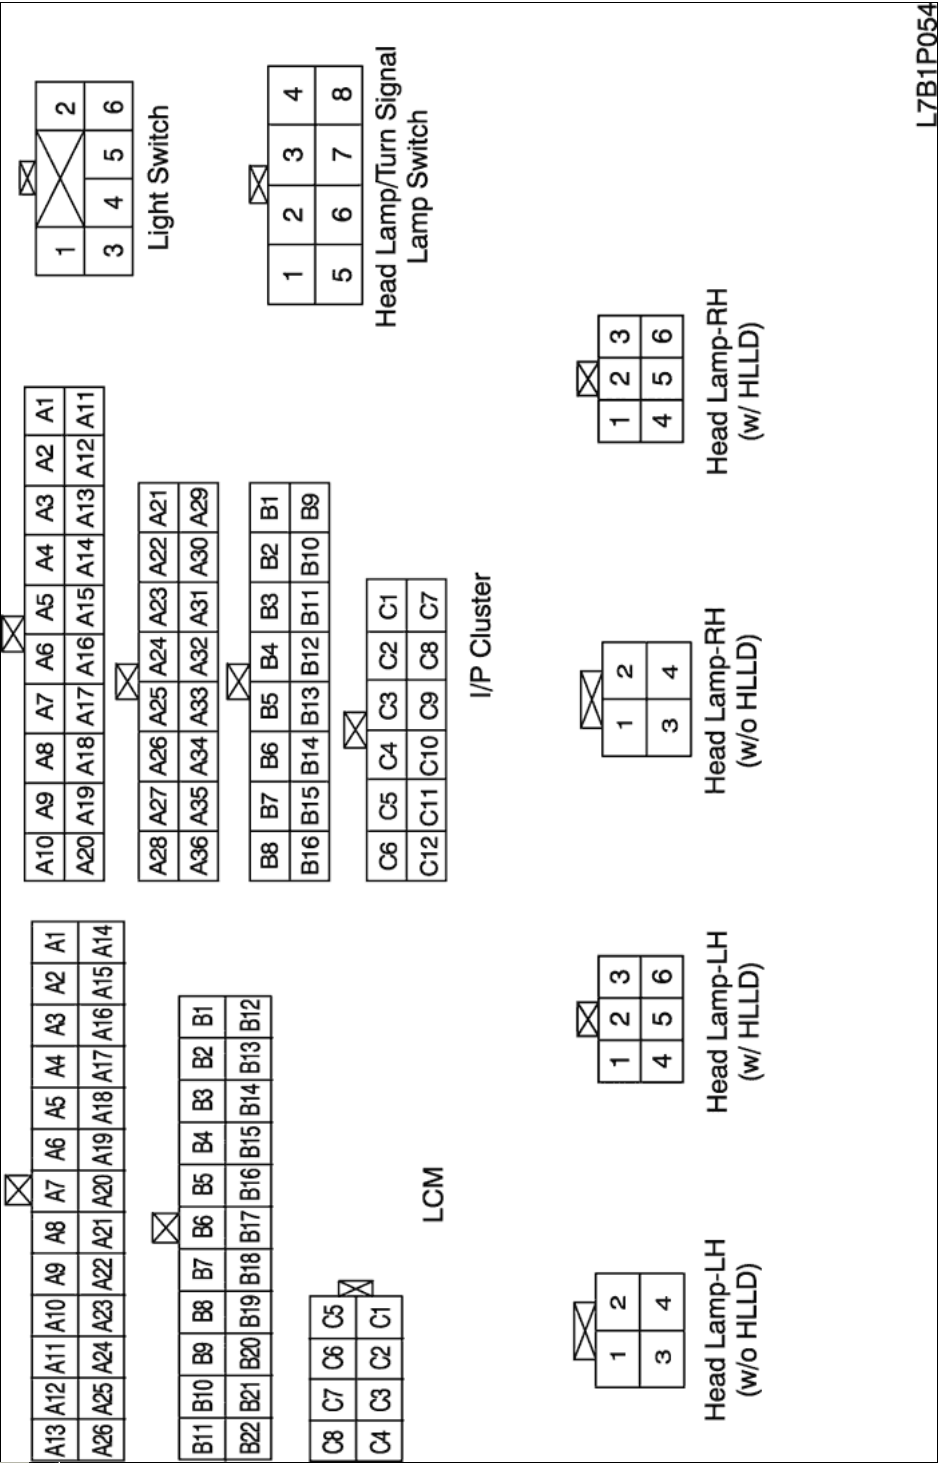 A13 A12 A11 A10 A9 A8 A7 A6 A5 A4 A3 A2 A1
A26 A25 A24 A23 A22 A21 A20 A19 A18 A17 A16 A15 A14
B11 B10 B9 B8 B7 B6 B5 B4 B3 B2 B1
B22 B21 B20 B19 B18 B17 B16 B15 B14 B13 B12
C8 C7 C6 C5
C4 C3 C2 C1
LCM
A10 A9 A8 A7 A6 A5 A4 A3 A2 A1
A20 A19 A18 A17 A16 A15 A14 A13 A12 A11
A28 A27 A26 A25 A24 A23 A22 A21
A36 A35 A34 A33 A32 A31 A30 A29
B8 B7 B6 B5 B4 B3 B2 B1
B16 B15 B14 B13 B12 B11 B10 B9
C6 C5 C4 C3 C2 C1
C12 C11 C10 C9 C8 C7
I/P Cluster
1 2
3 4 5 6
Light Switch
1 2 3 4
5 6 7 8
Head Lamp/Turn Signal
Lamp Switch
1 2
3 4
Head Lamp-LH
(w/o HLLD)
1 2 3
4 5 6
Head Lamp-LH
(w/ HLLD)
1 2
3 4
Head Lamp-RH
(w/o HLLD)
1 2 3
4 5 6
Head Lamp-RH
(w/ HLLD)
L7B1P054